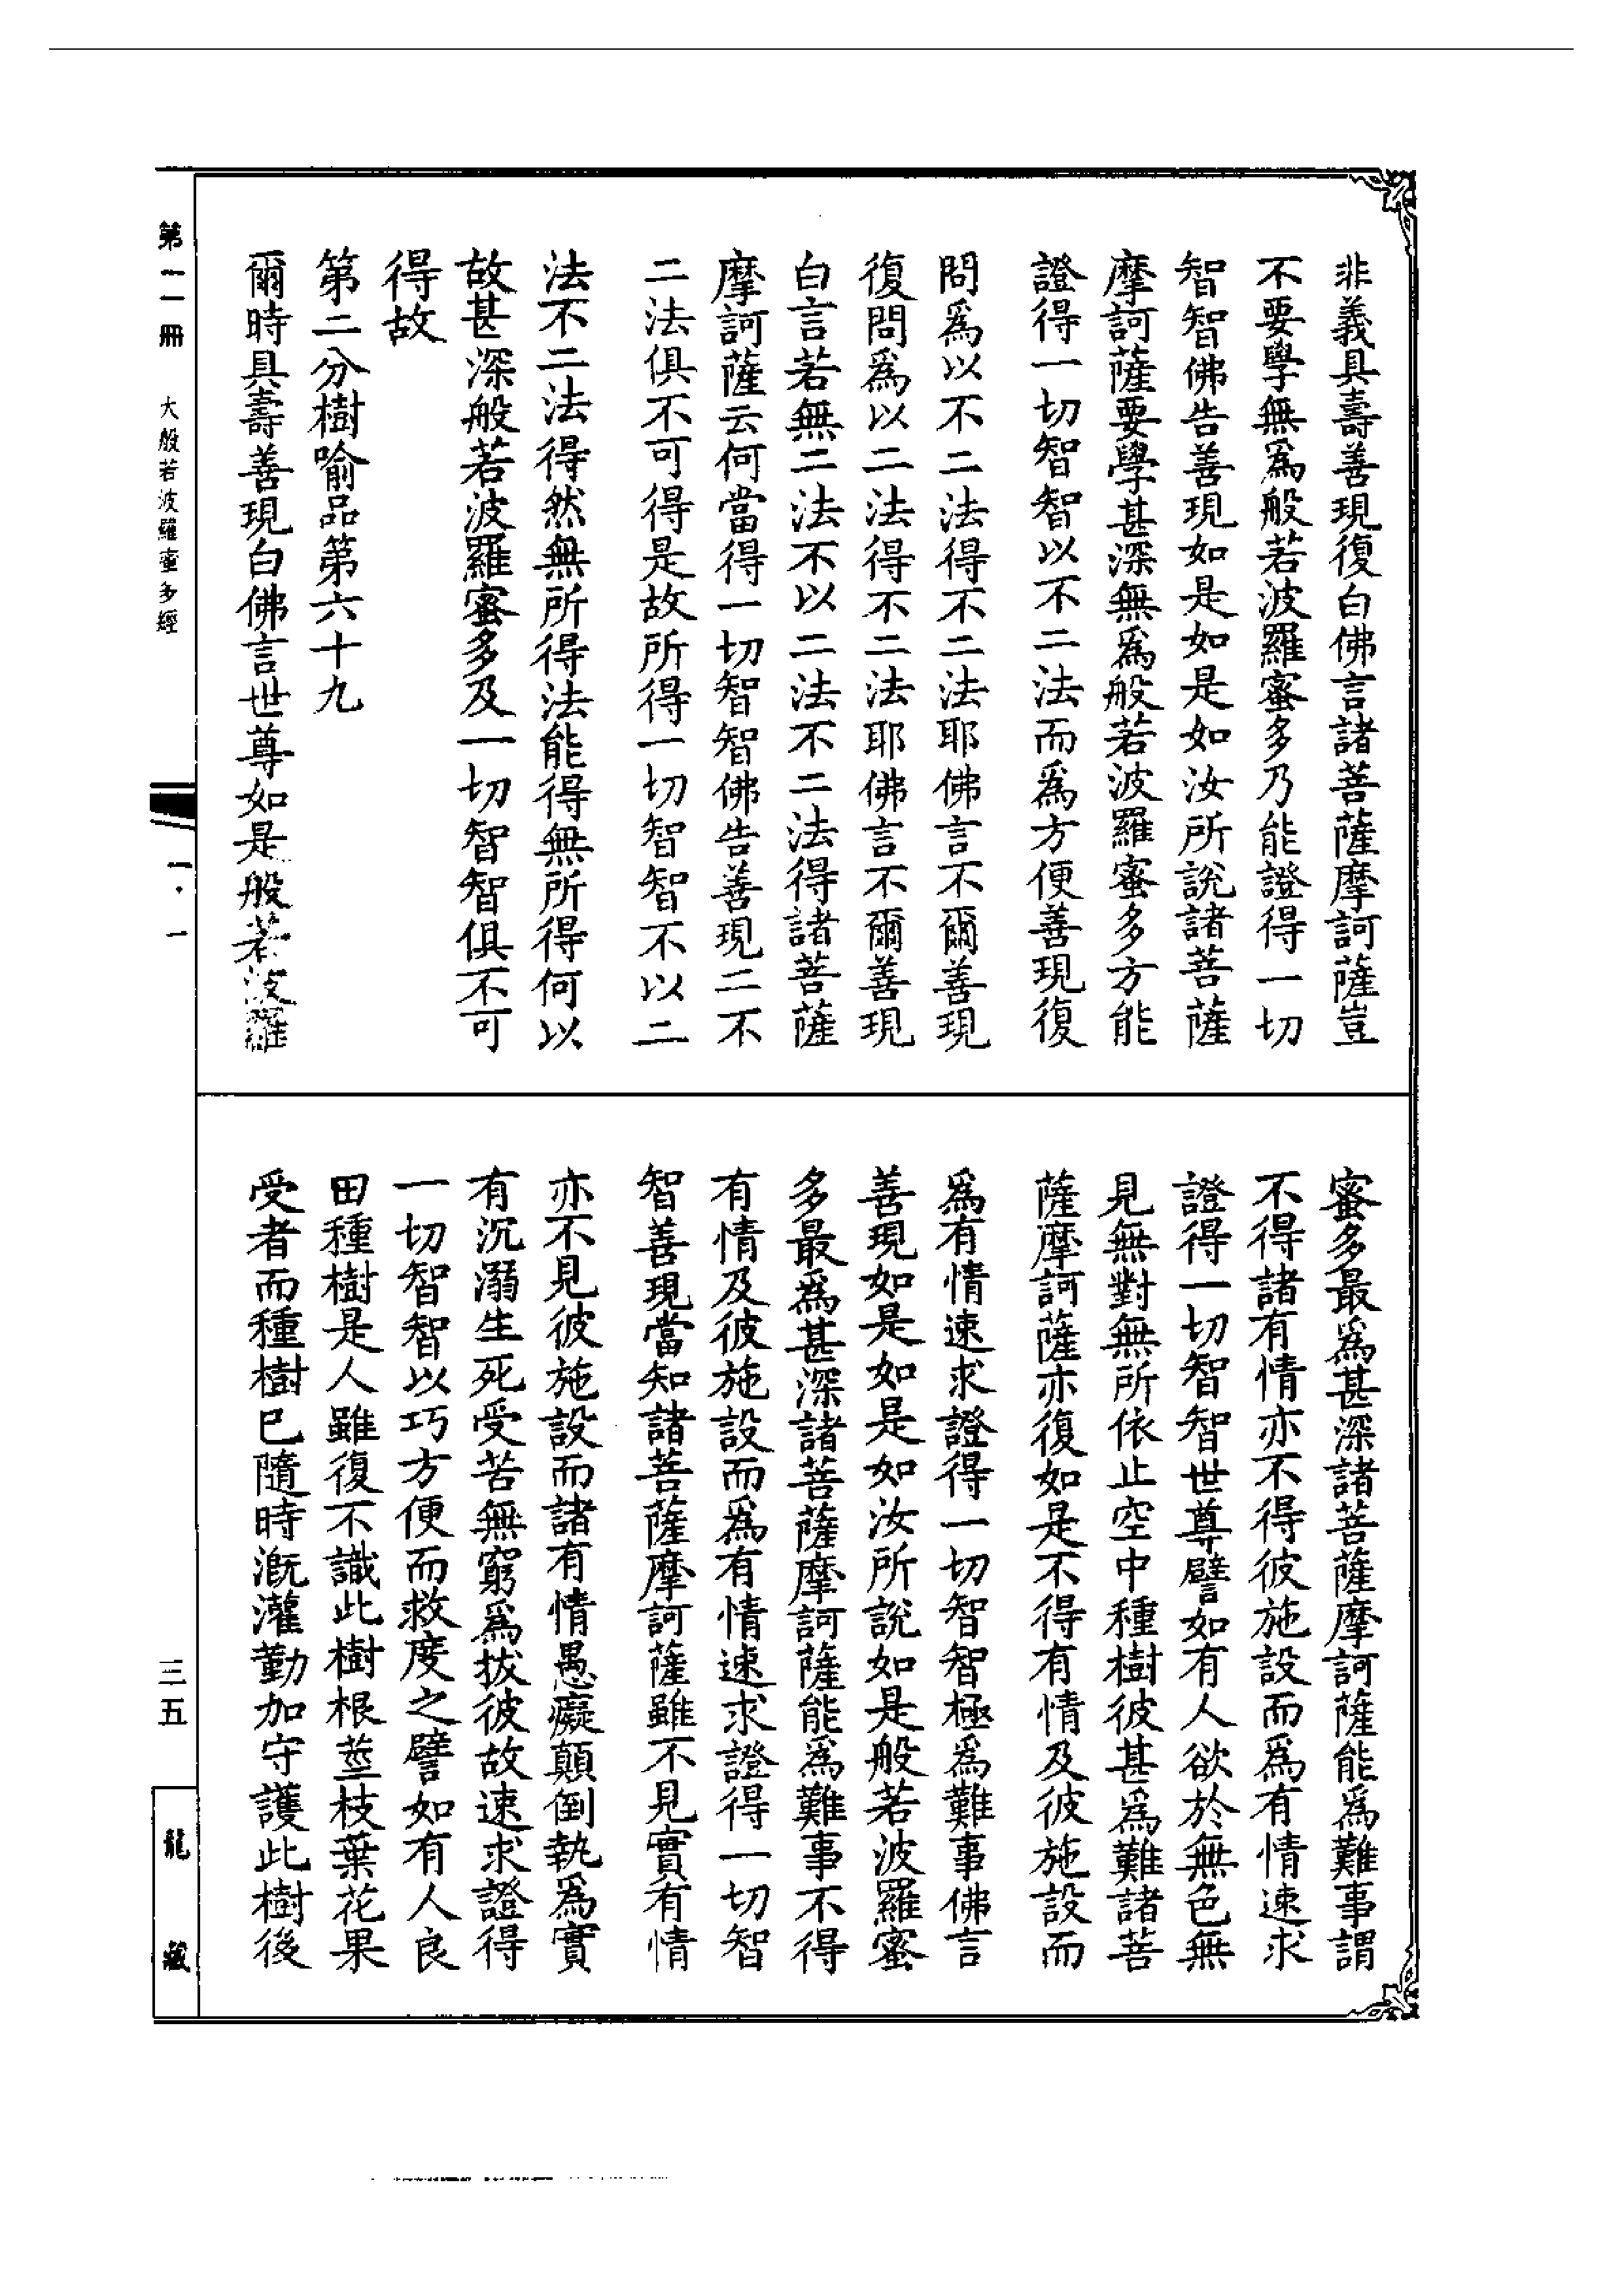 非義具壽善現復白佛言諸菩薩摩訶薩豈
不要學無爲般若波羅蜜多乃能證得一切
智智佛告善現如是如是如汝所說諸菩薩
摩訶薩要學甚深無爲般若波羅蜜多方能
證得一切智智以不二法而爲方便善現復
問爲以不二法得不二法耶佛言不爾善現
復問爲以二法得不二法耶佛言不爾善現
白言若無二法不以二法不二法得諸菩薩
摩訶薩云何當得一切智智佛告善現二不
二法俱不可得是故所得一切智智不以二
法不二法得然無所得法能得無所得何以
故甚深般若波羅蜜多及一切智智俱不可
得故
第二分樹喻品第六十九
爾時具壽善現白佛言世尊如是般若波羅
蜜多最爲甚深諸菩薩摩訶薩能爲難事謂
不得諸有情亦不得彼施設而爲有情速求
證得一切智智世尊譬如有人欲於無色無
見無對無所依止空中種樹彼甚爲難諸菩
薩摩訶薩亦復如是不得有情及彼施設而
爲有情速求證得一切智智極爲難事佛言
善現如是如是如汝所說如是般若波羅蜜
多最爲甚深諸菩薩摩訶薩能爲難事不得
有情及彼施設而爲有情速求證得一切智
智善現當知諸菩薩摩訶薩雖不見實有情
亦不見彼施設而諸有情愚癡顛倒執爲實
有沉溺生死受苦無窮爲拔彼故速求證得
一切智智以巧方便而救度之譬如有人良
田種樹是人雖復不識此樹根莖枝葉花果
受者而種樹已隨時溉灌勤加守護此樹後
第一一冊 大般若波羅蜜多經
一·一
三五
龍藏